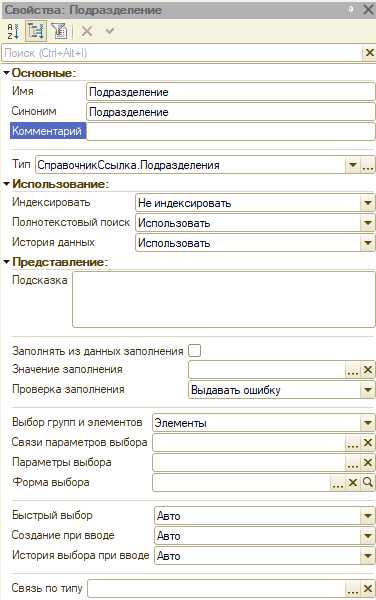 Свойства: Подразделение
Поиск (Ctrl+Alt+I)
Основные:
Имя Подразделение
Синоним Подразделение
Комментарий
Тип СправочникСсылка.Подразделения ...
Использование:
Индексировать Не индексировать
Полнотекстовый поиск Использовать
История данных Использовать
Представление:
Подсказка
Заполнять из данных заполнения
Значение заполнения ...
Проверка заполнения Выдавать ошибку
Выбор групп и элементов Элементы
Связи параметров выбора ...
Параметры выбора ...
Форма выбора ...
Быстрый выбор Авто
Создание при вводе Авто
История выбора при вводе Авто
Связь по типу ...